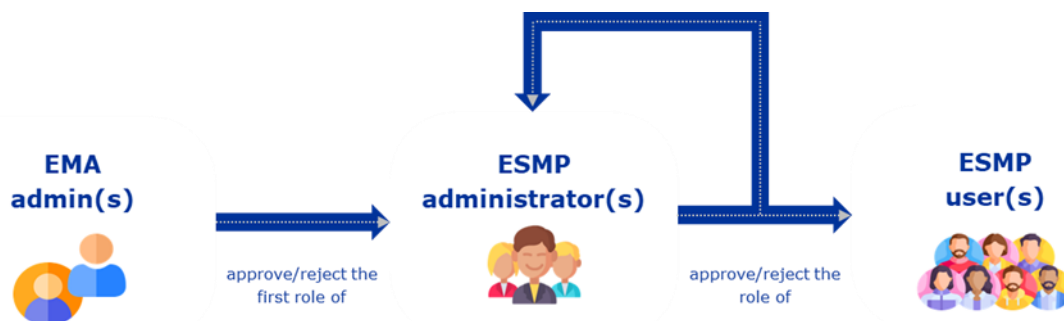 EMA
admin(s)
approve/reject the
first role of
ESMP
administrator(s)
approve/reject the
role of
ESMP
user(s)